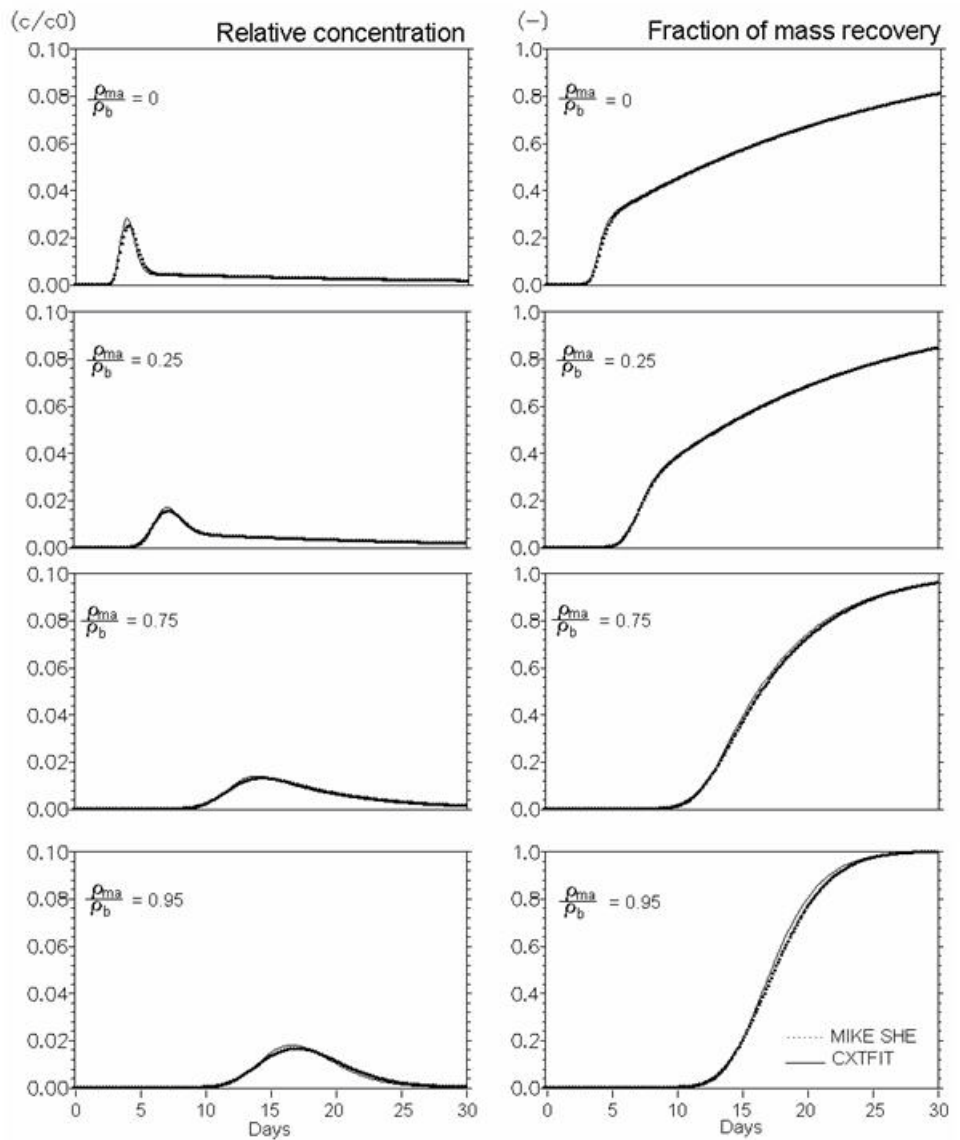 (c/c0) Relative concentration (–) Fraction of mass recovery
0.10 1.0
ρma/ρb = 0 ρma/ρb = 0
0.08 0.8
0.06 0.6
0.04 0.4
0.02 0.2
0.00 0.0
0.10 1.0
ρma/ρb = 0.25 ρma/ρb = 0.25
0.08 0.8
0.06 0.6
0.04 0.4
0.02 0.2
0.00 0.0
0.10 1.0
ρma/ρb = 0.75 ρma/ρb = 0.75
0.08 0.8
0.06 0.6
0.04 0.4
0.02 0.2
0.00 0.0
0.10 1.0
ρma/ρb = 0.95 ρma/ρb = 0.95
0.08 0.8
0.06 0.6
0.04 0.4
0.02 0.2
MIKE SHE
CXTFIT
0.00 0.0
0 5 10 15 20 25 30 0 5 10 15 20 25 30
Days Days